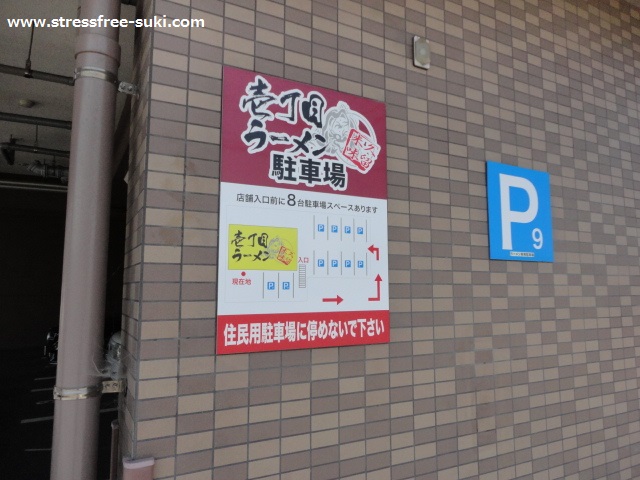 www.stressfree-suki.com
壱丁目
ラーメン
駐車場
店舗入口前に8台駐車場スペースあります
P P P P
壱丁目
ラーメン
入口
P P P P
現在地
P P
住民用駐車場に停めないで下さい
P
9